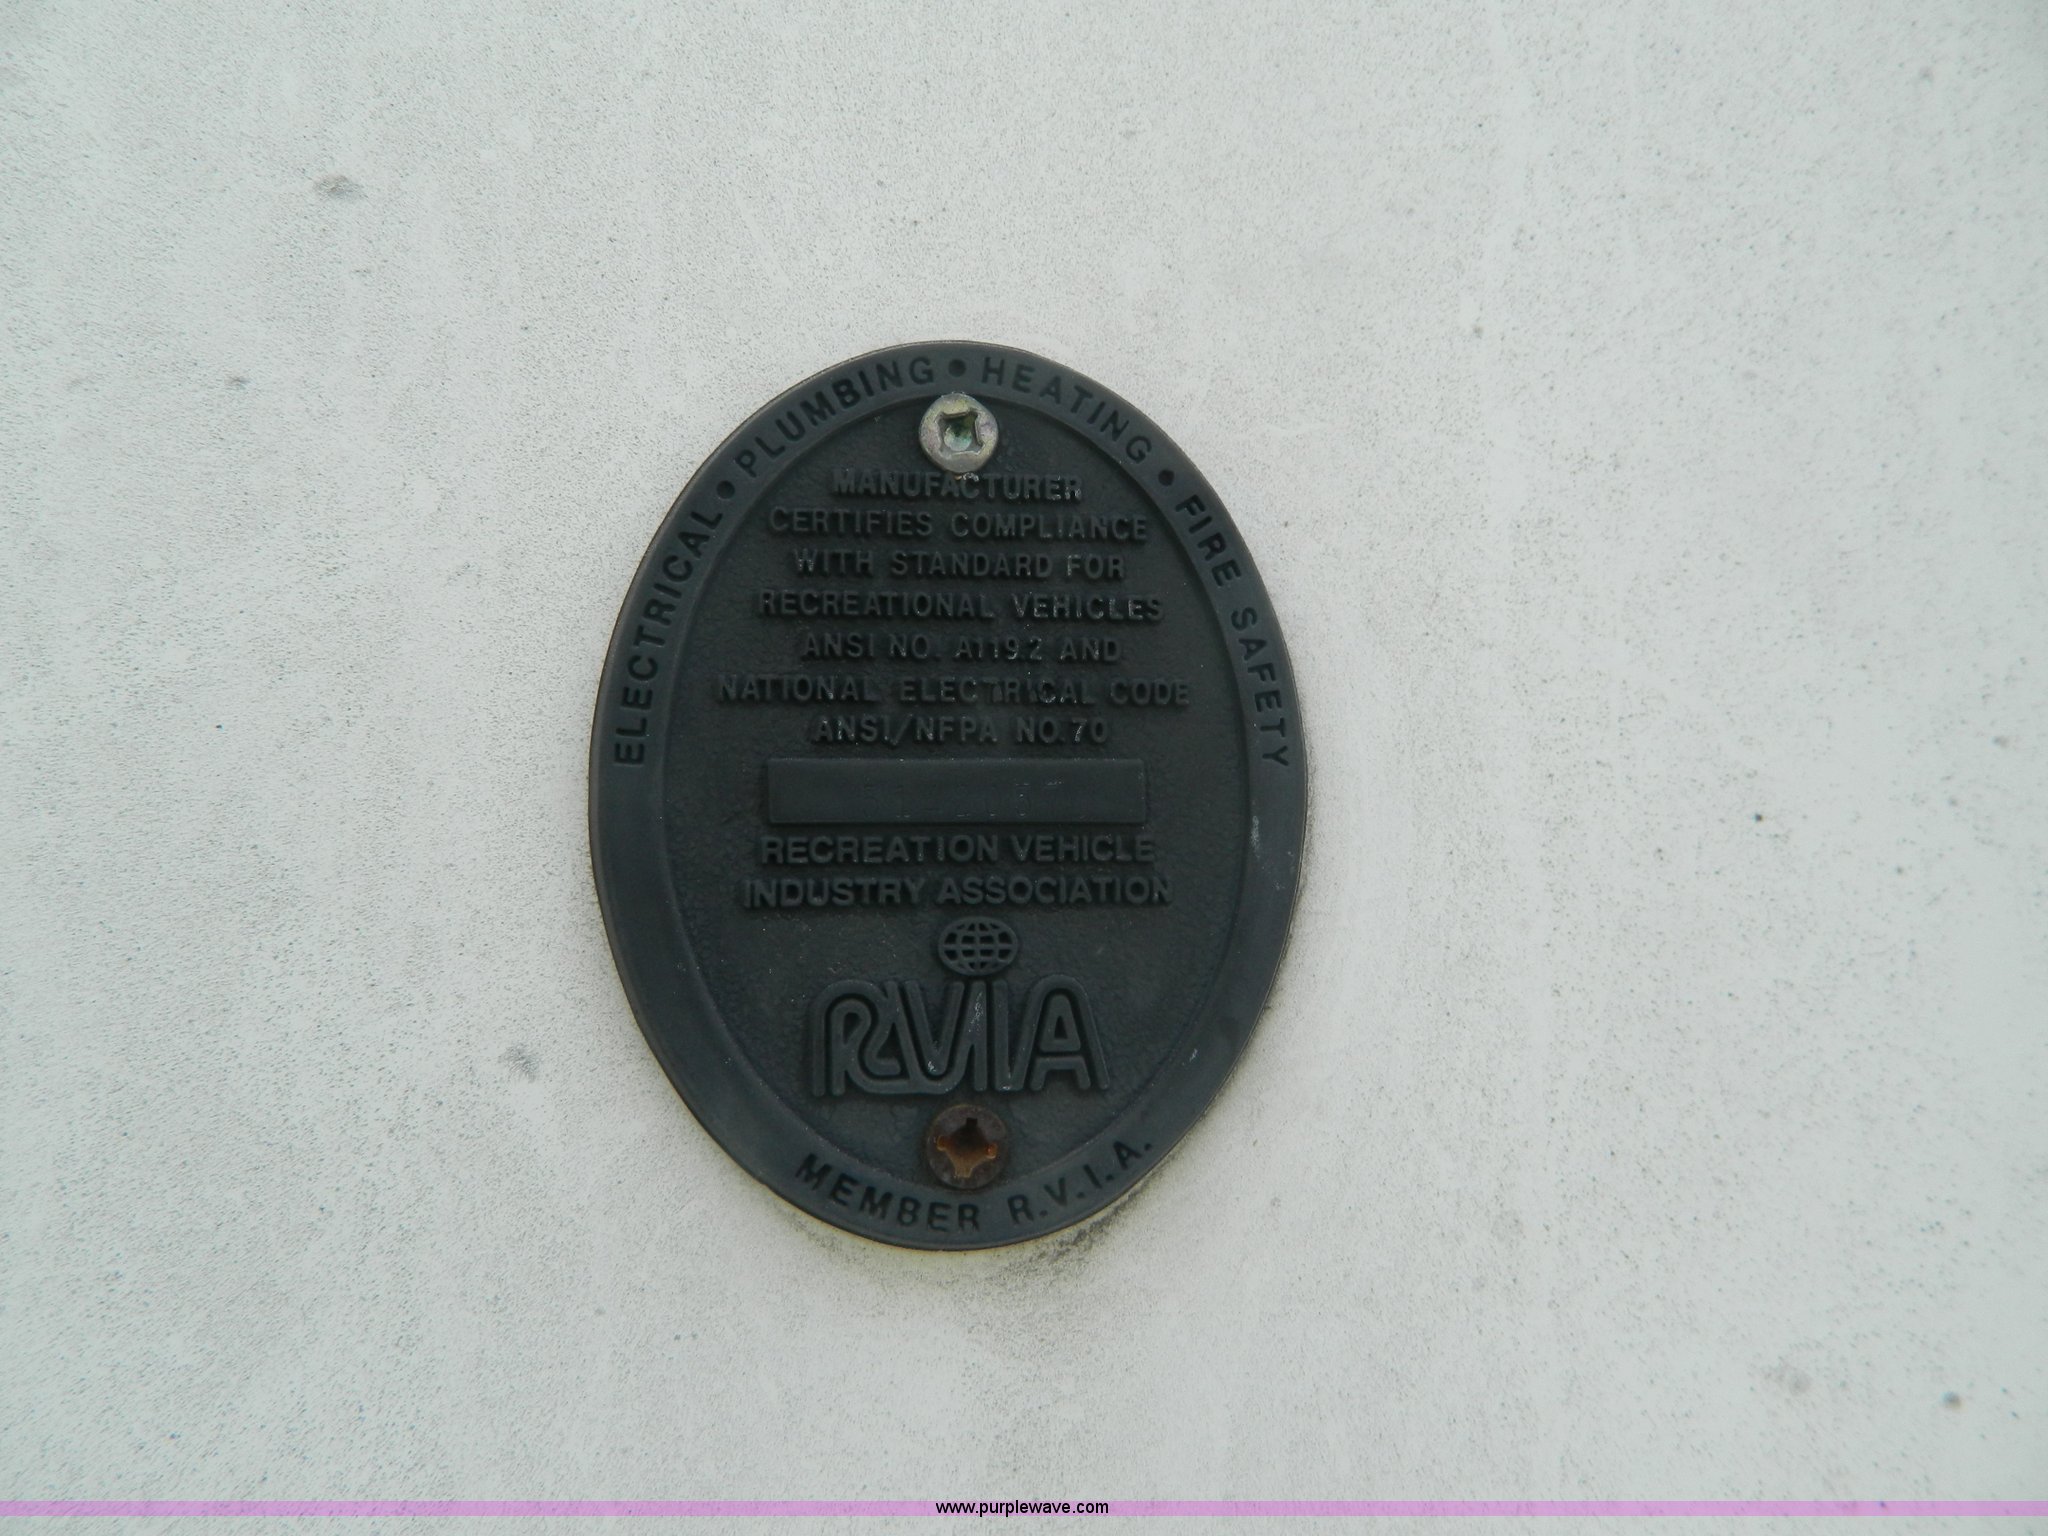 ELECTRICAL • PLUMBING • HEATING • FIRE SAFETY
MANUFACTURER
CERTIFIES COMPLIANCE
WITH STANDARD FOR
RECREATIONAL VEHICLES
ANSI NO. A119.2 AND
NATIONAL ELECTRICAL CODE
ANSI/NFPA NO.70
RECREATION VEHICLE
INDUSTRY ASSOCIATION
RVIA
MEMBER R.V.I.A.
www.purplewave.com